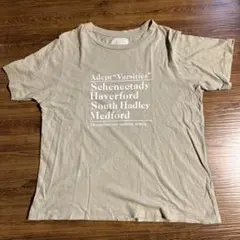 Adept “Varsities”
Schenectady
Haverford
South Hadley
Medford